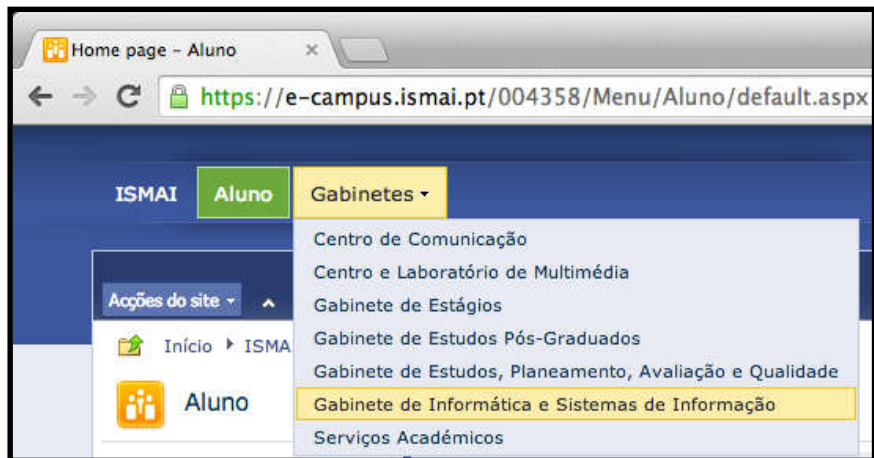 Home page – Aluno
https://e-campus.ismai.pt/004358/Menu/Aluno/default.aspx
ISMAI Aluno Gabinetes
Centro de Comunicação
Centro e Laboratório de Multimédia
Acções do site
Gabinete de Estágios
Início ISMA
Gabinete de Estudos Pós-Graduados
Gabinete de Estudos, Planeamento, Avaliação e Qualidade
Aluno
Gabinete de Informática e Sistemas de Informação
Serviços Académicos